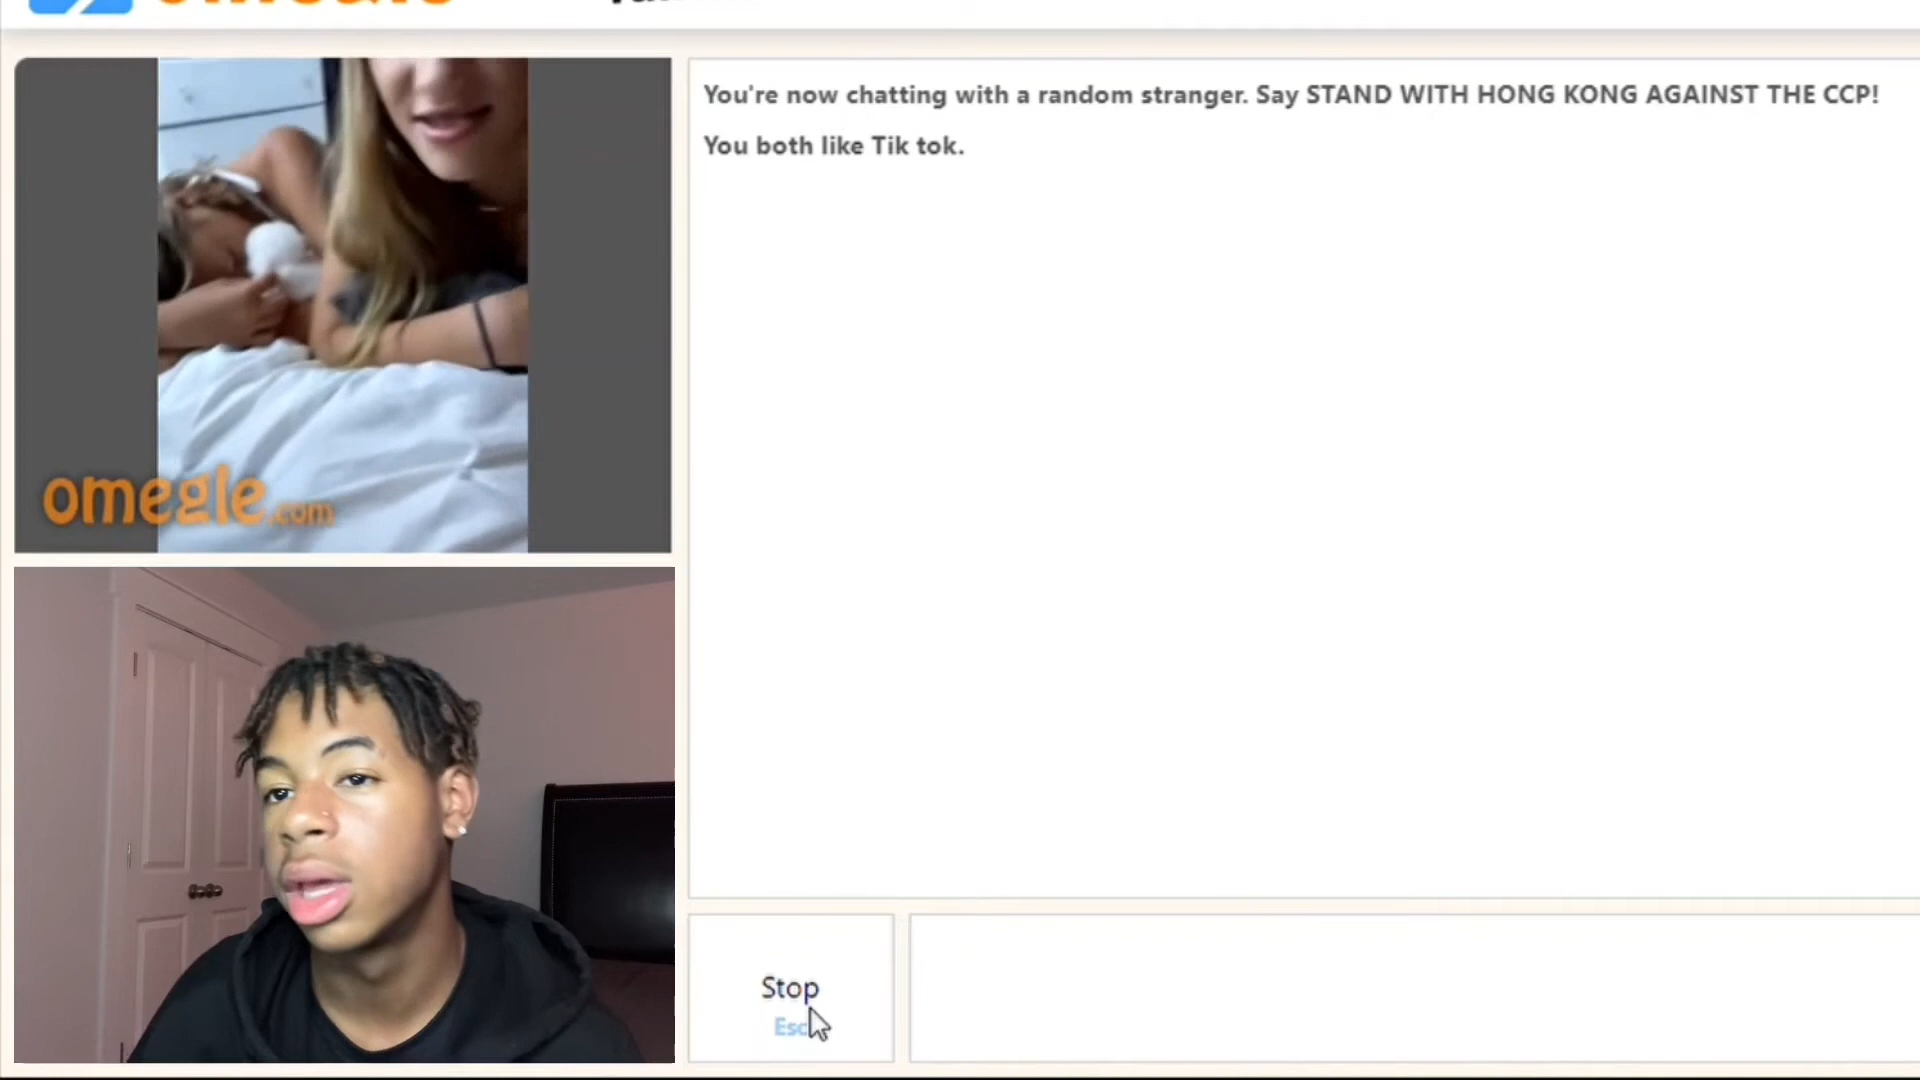 omegle
You're now chatting with a random stranger. Say STAND WITH HONG KONG AGAINST THE CCP!
You both like Tik tok.
omegle.com
Stop
Esc